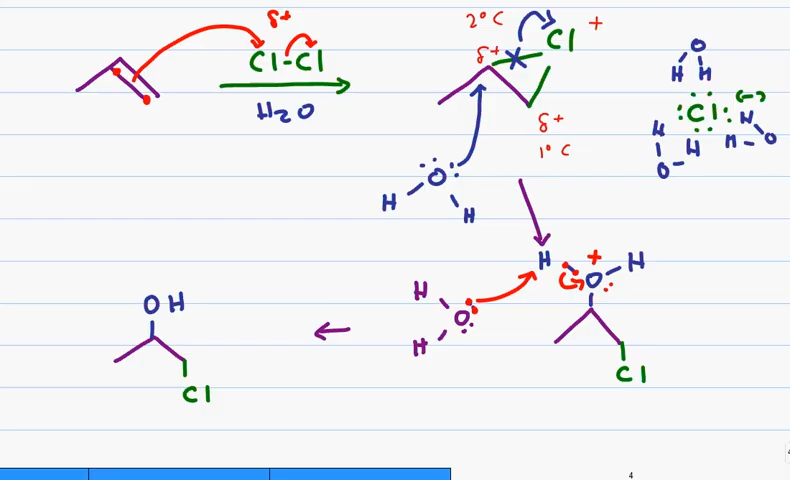 δ+
Cl-Cl
H2O
2° C
δ+
Cl +
δ+
1° C
O
H H
:Cl: (-)
H
H
H
H - O
O
O
H
H
H
+
O
H
Cl
H
O
H
OH
Cl
4